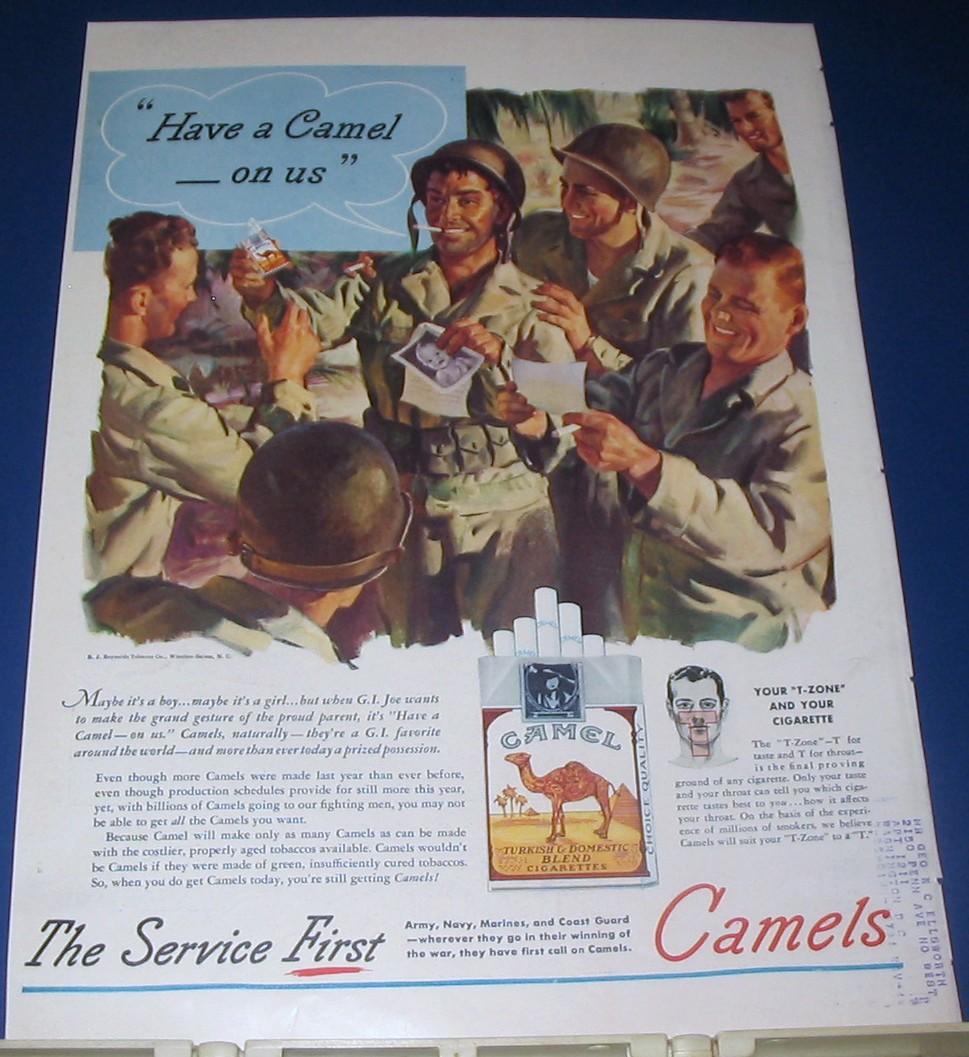 “Have a Camel
— on us”
R. J. Reynolds Tobacco Co., Winston-Salem, N. C.
Maybe it's a boy...maybe it's a girl...but when G.I. Joe wants
to make the grand gesture of the proud parent, it's "Have a
Camel—on us." Camels, naturally—they're a G.I. favorite
around the world—and more than ever today a prized possession.
Even though more Camels were made last year than ever before,
even though production schedules provide for still more this year,
yet, with billions of Camels going to our fighting men, you may not
be able to get all the Camels you want.
Because Camel will make only as many Camels as can be made
with the costlier, properly aged tobaccos available. Camels wouldn't
be Camels if they were made of green, insufficiently cured tobaccos.
So, when you do get Camels today, you're still getting Camels!
CAMEL
CHOICE QUALITY
TURKISH & DOMESTIC
BLEND
CIGARETTES
YOUR "T-ZONE"
AND YOUR
CIGARETTE
The "T-Zone"—T for
taste and T for throat—
is the final proving
ground of any cigarette. Only your taste
and your throat can tell you which ciga-
rette tastes best to you...how it affects
your throat. On the basis of the experi-
ence of millions of smokers, we believe
Camels will suit your "T-Zone" to a "T."
The Service First
Army, Navy, Marines, and Coast Guard
—wherever they go in their winning of
the war, they have first call on Camels.
Camels
GEO C ELLSWORTH
2150 PENN AVE NO WEST